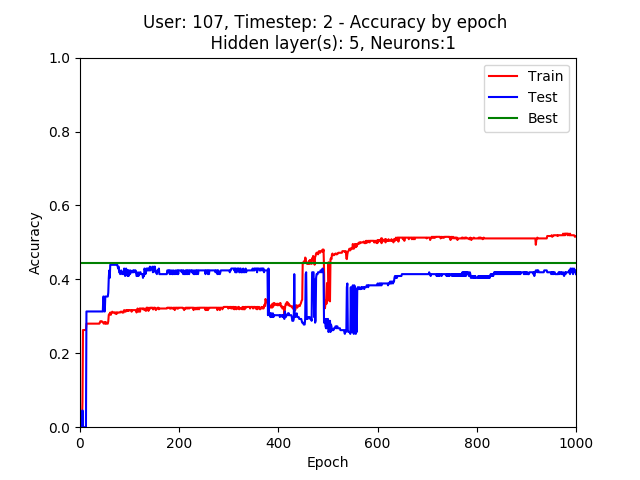 User: 107, Timestep: 2 - Accuracy by epoch
Hidden layer(s): 5, Neurons:1
1.0
0.8
0.6
0.4
0.2
0.0
Accuracy
Train
Test
Best
0 200 400 600 800 1000
Epoch